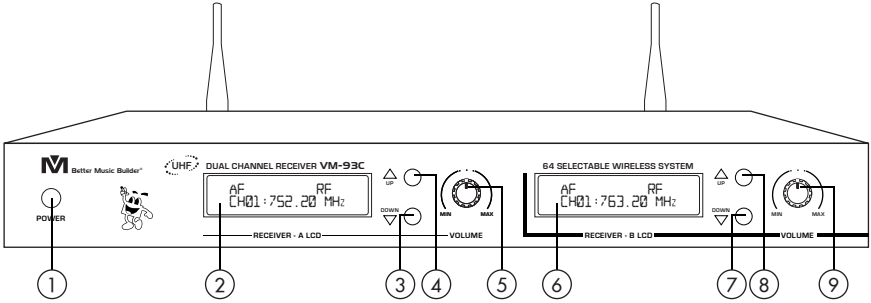 Better Music Builder®
UHF
DUAL CHANNEL RECEIVER VM-93C
64 SELECTABLE WIRELESS SYSTEM
POWER
AF RF
CH01:752.20 MHz
UP
DOWN
MIN MAX
AF RF
CH01:763.20 MHz
UP
DOWN
MIN MAX
RECEIVER - A LCD
VOLUME
RECEIVER - B LCD
VOLUME
1 2 3 4 5 6 7 8 9